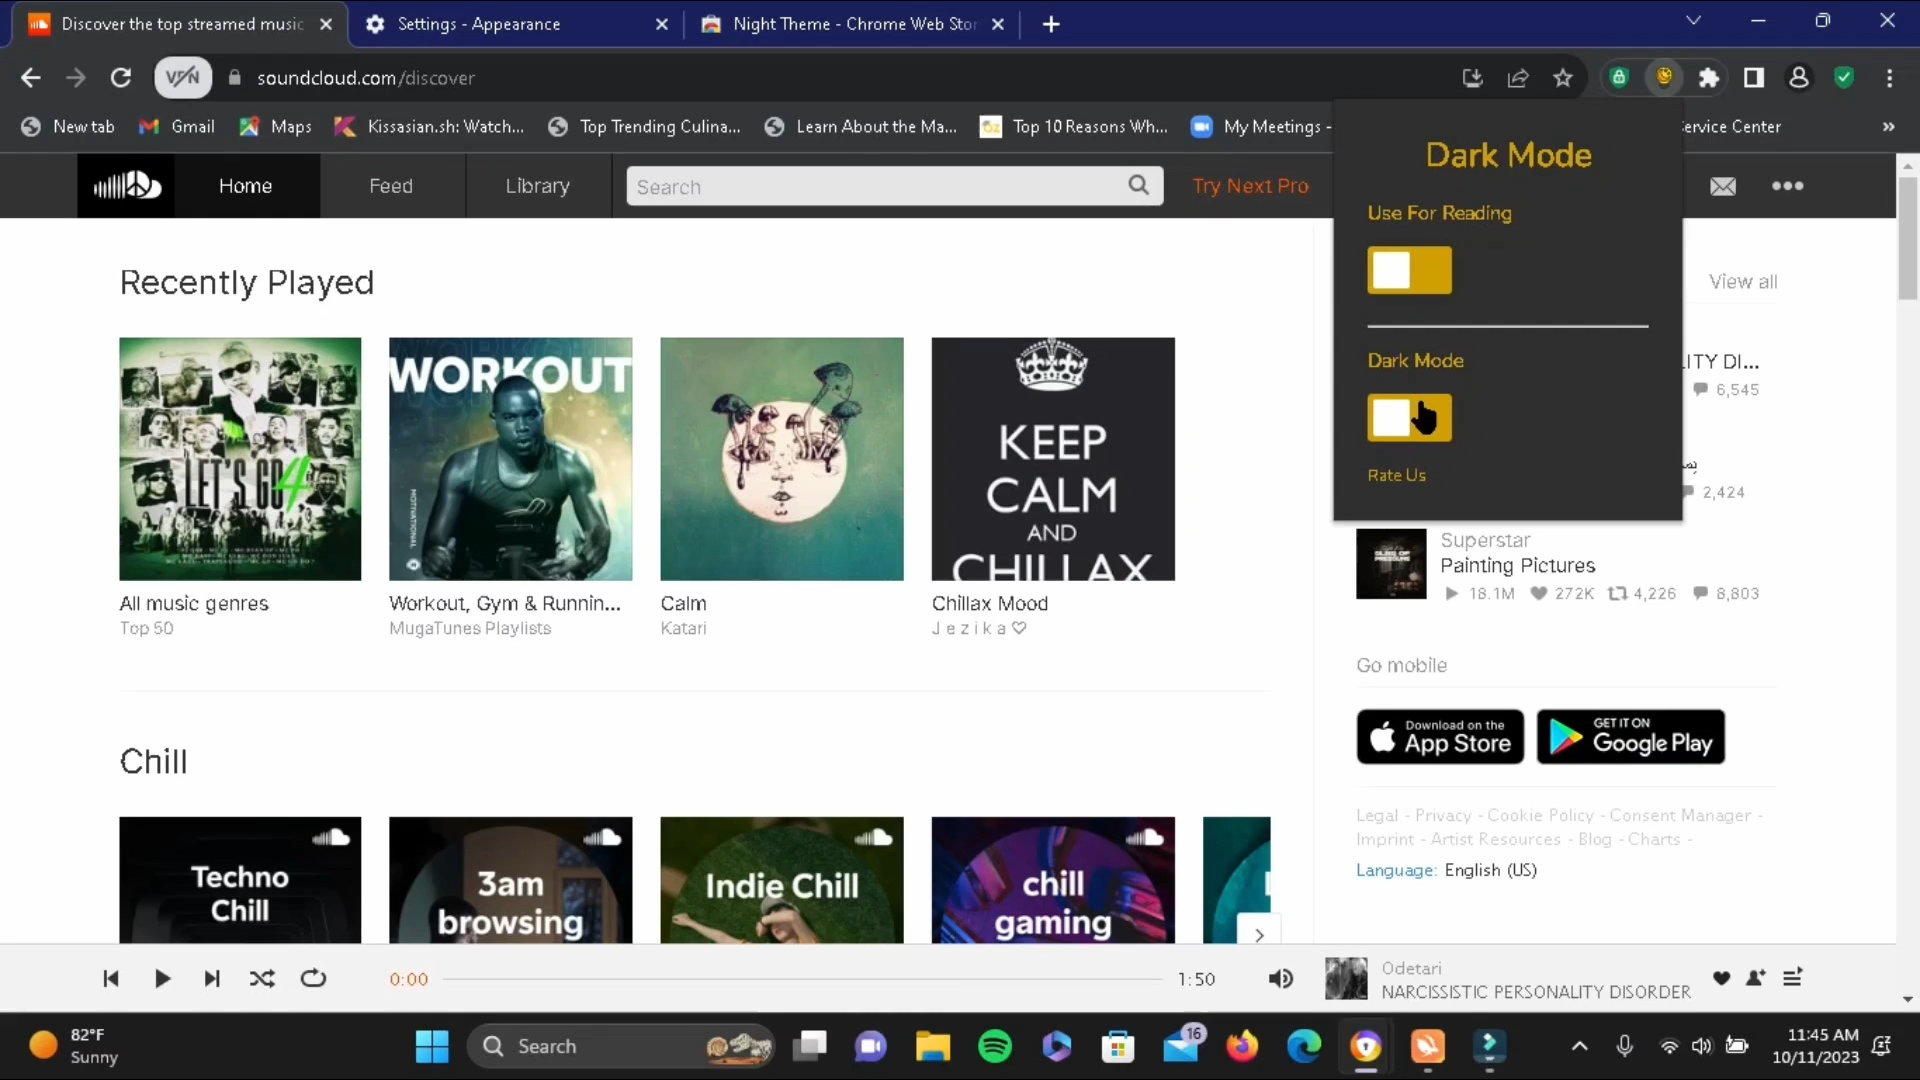 Discover the top streamed music
Settings - Appearance
Night Theme - Chrome Web Stor
VPN
soundcloud.com/discover
New tab
Gmail
Maps
Kissasian.sh: Watch...
Top Trending Culina...
Learn About the Ma...
Top 10 Reasons Wh...
My Meetings -
Service Center
»
Home
Feed
Library
Search
Try Next Pro
Dark Mode
Use For Reading
Dark Mode
Rate Us
View all
Recently Played
WORKOUT
LET'S GO 4
KEEP
CALM
AND
CHILLAX
All music genres
Top 50
Workout, Gym & Runnin...
MugaTunes Playlists
Calm
Katari
Chillax Mood
J e z i k a ♡
LITY DI...
6,545
2,424
Superstar
Painting Pictures
18.1M 272K 4,226 8,803
Go mobile
Download on the
App Store
GET IT ON
Google Play
Legal - Privacy - Cookie Policy - Consent Manager -
Imprint - Artist Resources - Blog - Charts -
Language: English (US)
Chill
Techno
Chill
3am
browsing
Indie Chill
chill
gaming
0:00
1:50
Odetari
NARCISSISTIC PERSONALITY DISORDER
82°F
Sunny
Search
16
11:45 AM
10/11/2023